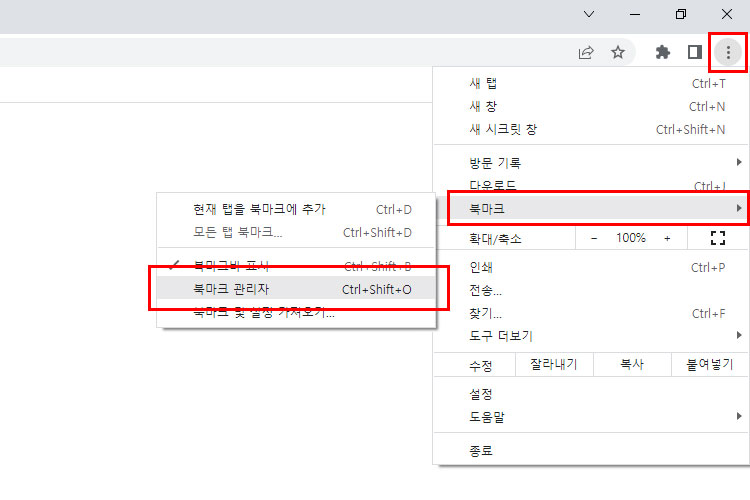 새 탭 Ctrl+T
새 창 Ctrl+N
새 시크릿 창 Ctrl+Shift+N
방문 기록
다운로드 Ctrl+J
북마크
확대/축소 − 100% +
인쇄 Ctrl+P
전송...
찾기... Ctrl+F
도구 더보기
수정 잘라내기 복사 붙여넣기
설정
도움말
종료
현재 탭을 북마크에 추가 Ctrl+D
모든 탭 북마크... Ctrl+Shift+D
북마크바 표시 Ctrl+Shift+B
북마크 관리자 Ctrl+Shift+O
북마크 및 설정 가져오기...